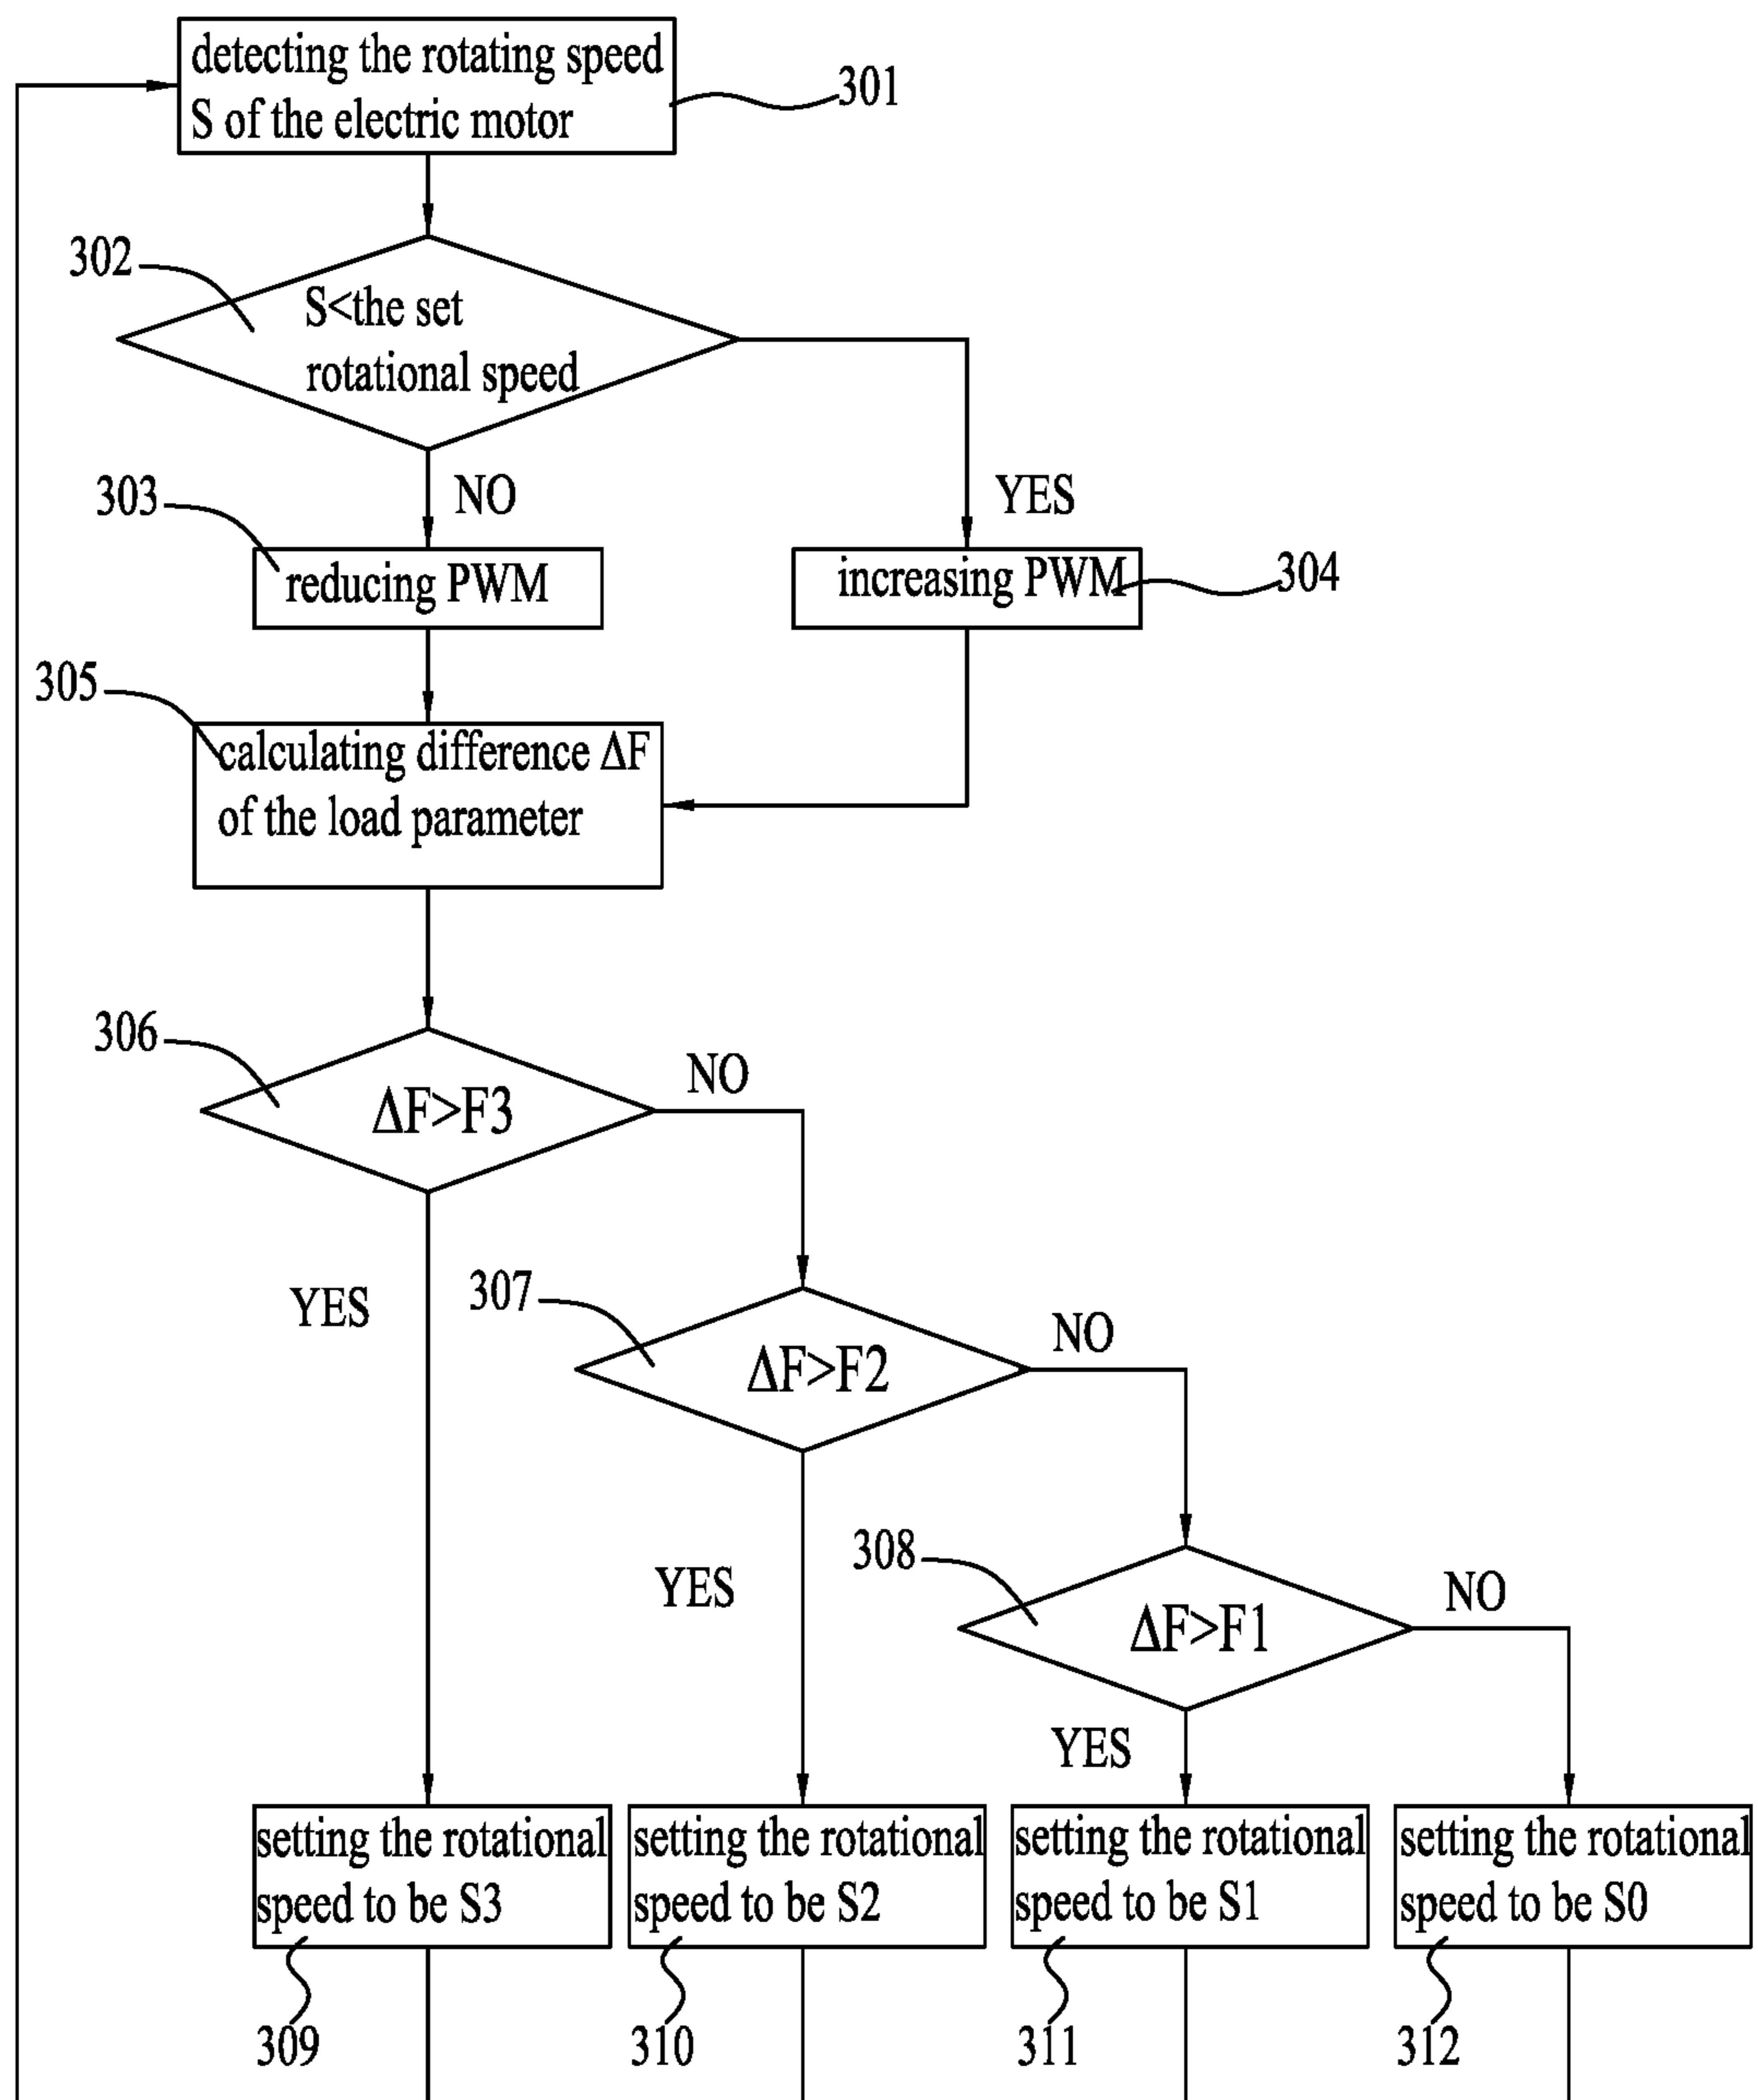 detecting the rotating speed
S of the electric motor
301
302
S<the set
rotational speed
303
NO
YES
reducing PWM
increasing PWM
304
305
calculating difference ΔF
of the load parameter
306
NO
ΔF>F3
YES
307
NO
ΔF>F2
YES
308
NO
ΔF>F1
YES
setting the rotational
speed to be S3
setting the rotational
speed to be S2
setting the rotational
speed to be S1
setting the rotational
speed to be S0
309
310
311
312